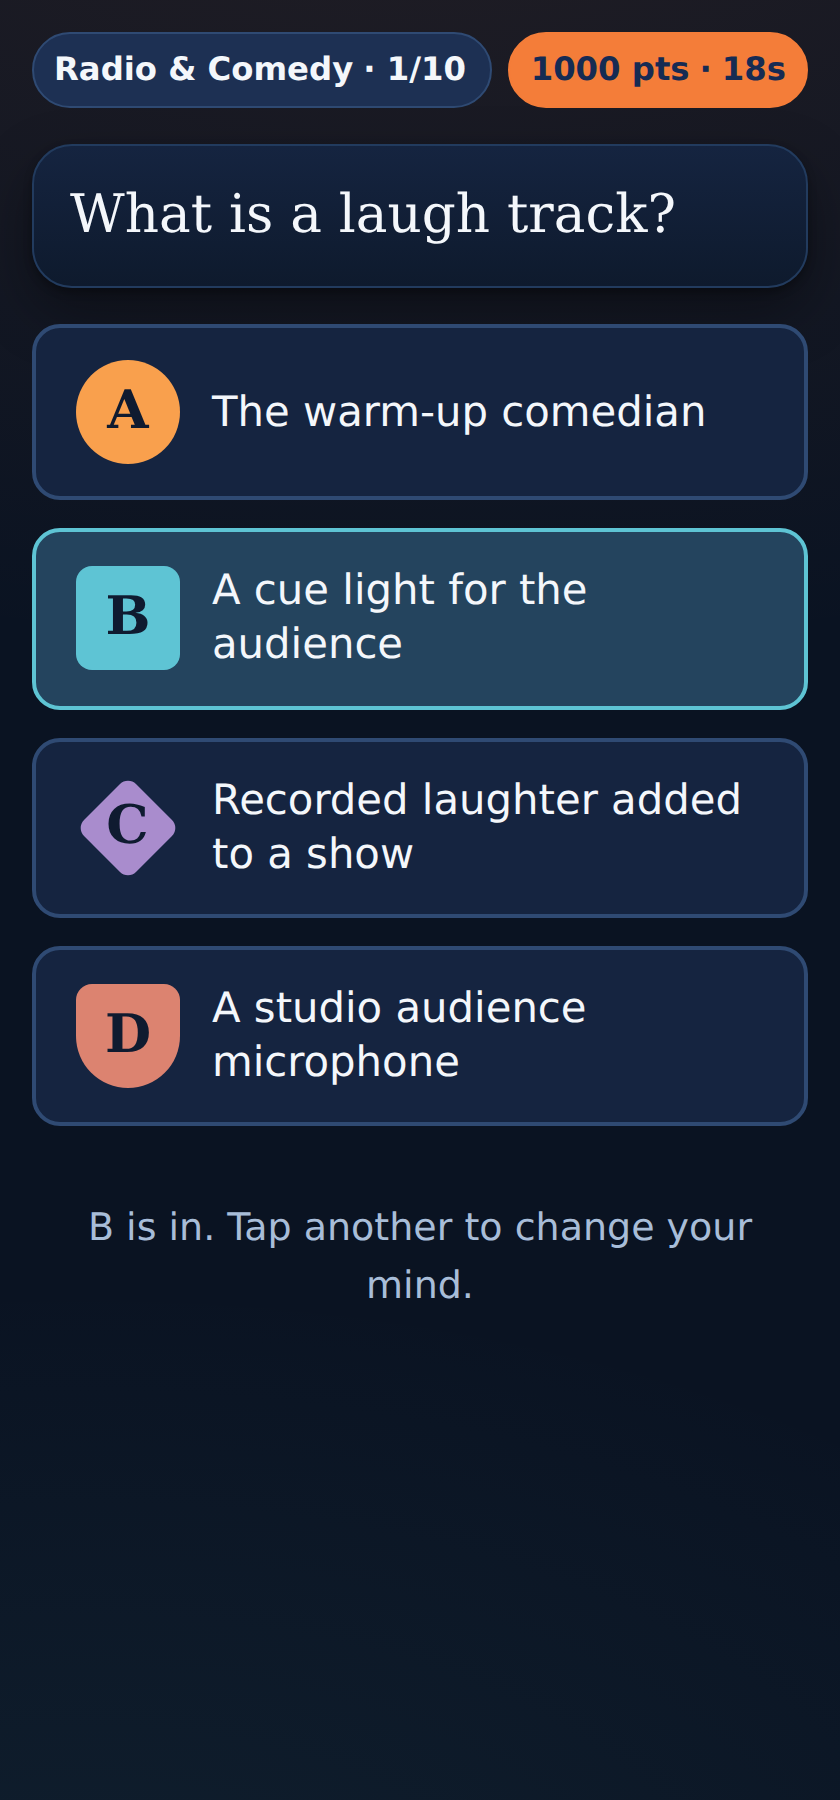 Radio & Comedy · 1/10
1000 pts · 18s
What is a laugh track?
A
The warm-up comedian
B
A cue light for the
audience
C
Recorded laughter added
to a show
D
A studio audience
microphone
B is in. Tap another to change your
mind.